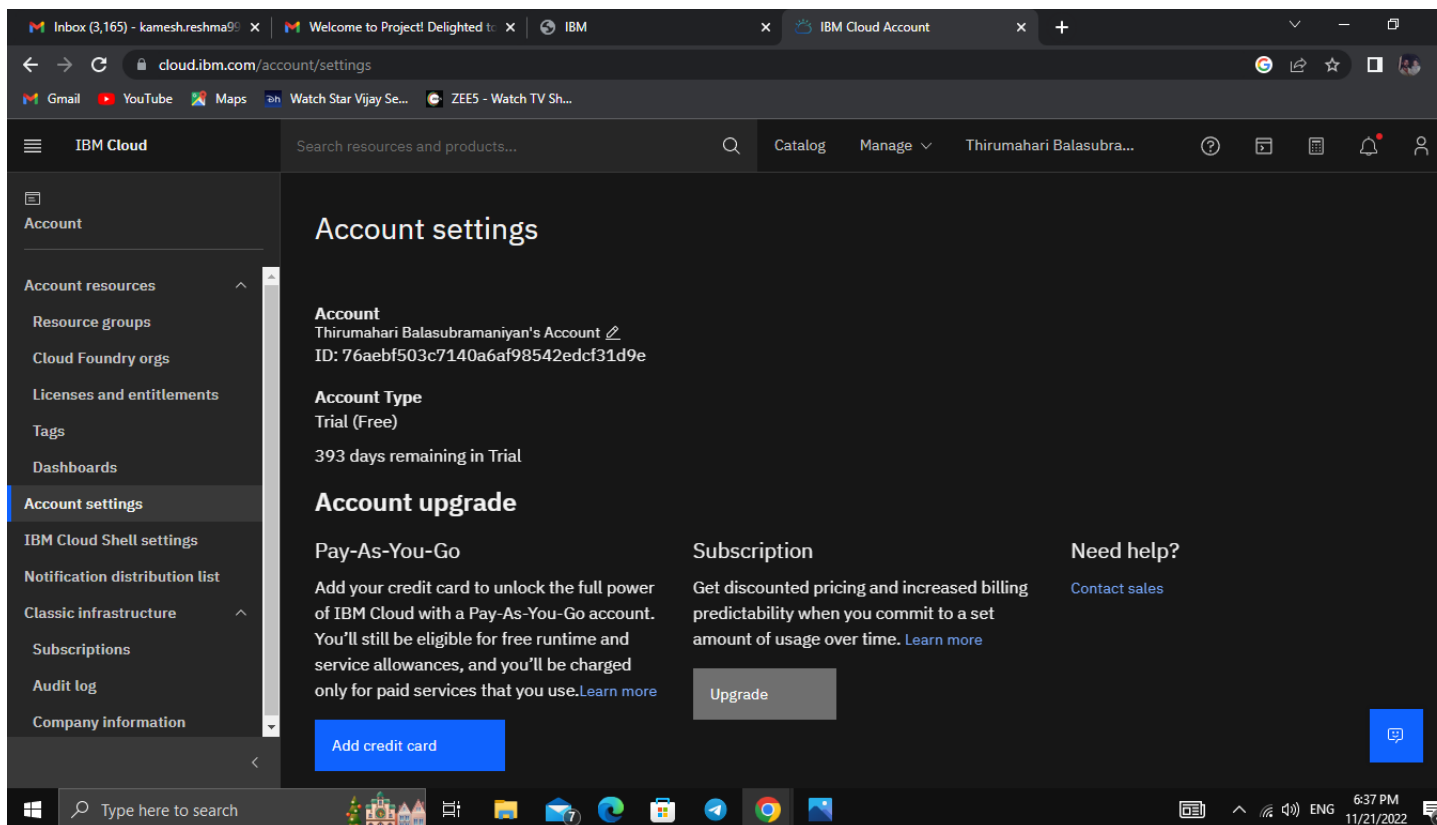 Inbox (3,165) - kamesh.reshma99
Welcome to Project! Delighted to
IBM
IBM Cloud Account
cloud.ibm.com/account/settings
Gmail
YouTube
Maps
Watch Star Vijay Se...
ZEE5 - Watch TV Sh...
IBM Cloud
Search resources and products...
Catalog
Manage
Thirumahari Balasubra...
Account
Account resources
Resource groups
Cloud Foundry orgs
Licenses and entitlements
Tags
Dashboards
Account settings
IBM Cloud Shell settings
Notification distribution list
Classic infrastructure
Subscriptions
Audit log
Company information
Account settings
Account
Thirumahari Balasubramaniyan's Account
ID: 76aebf503c7140a6af98542edcf31d9e
Account Type
Trial (Free)
393 days remaining in Trial
Account upgrade
Pay-As-You-Go
Add your credit card to unlock the full power
of IBM Cloud with a Pay-As-You-Go account.
You'll still be eligible for free runtime and
service allowances, and you'll be charged
only for paid services that you use.Learn more
Add credit card
Subscription
Get discounted pricing and increased billing
predictability when you commit to a set
amount of usage over time. Learn more
Upgrade
Need help?
Contact sales
Type here to search
7
ENG
6:37 PM
11/21/2022